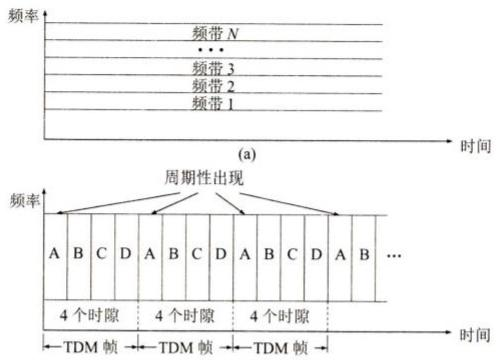 频率
频带 N
•••
频带 3
频带 2
频带 1
时间
(a)
周期性出现
频率
A B C D A B C D A B C D A B …
4 个时隙 4 个时隙 4 个时隙
时间
TDM 帧 TDM 帧 TDM 帧